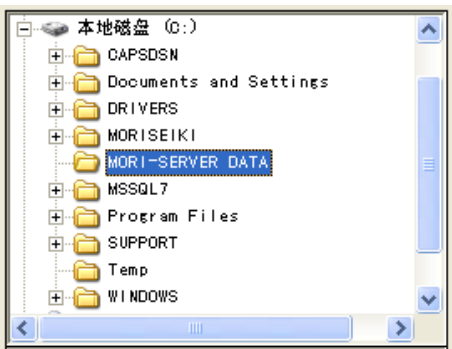 本地磁盘 (C:)
CAPSDSN
Documents and Settings
DRIVERS
MORISEIKI
MORI-SERVER DATA
MSSQL7
Program Files
SUPPORT
Temp
WINDOWS